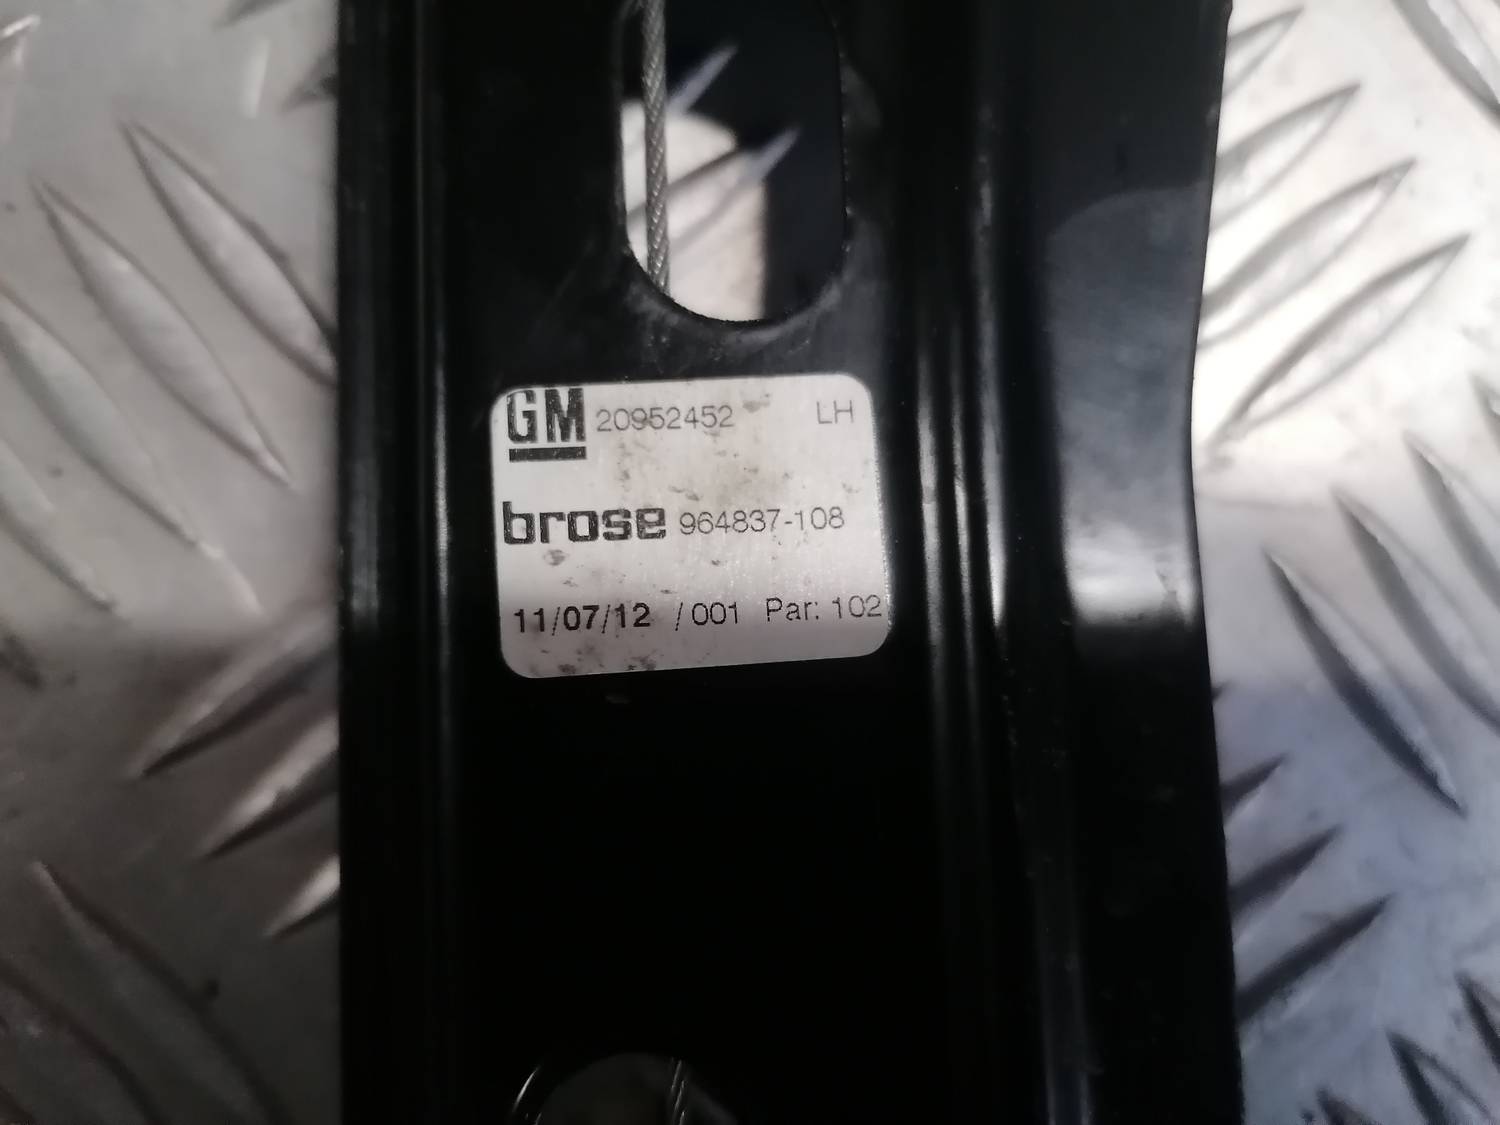 GM 20952452 LH
brose 964837-108
11/07/12 /001 Par: 102